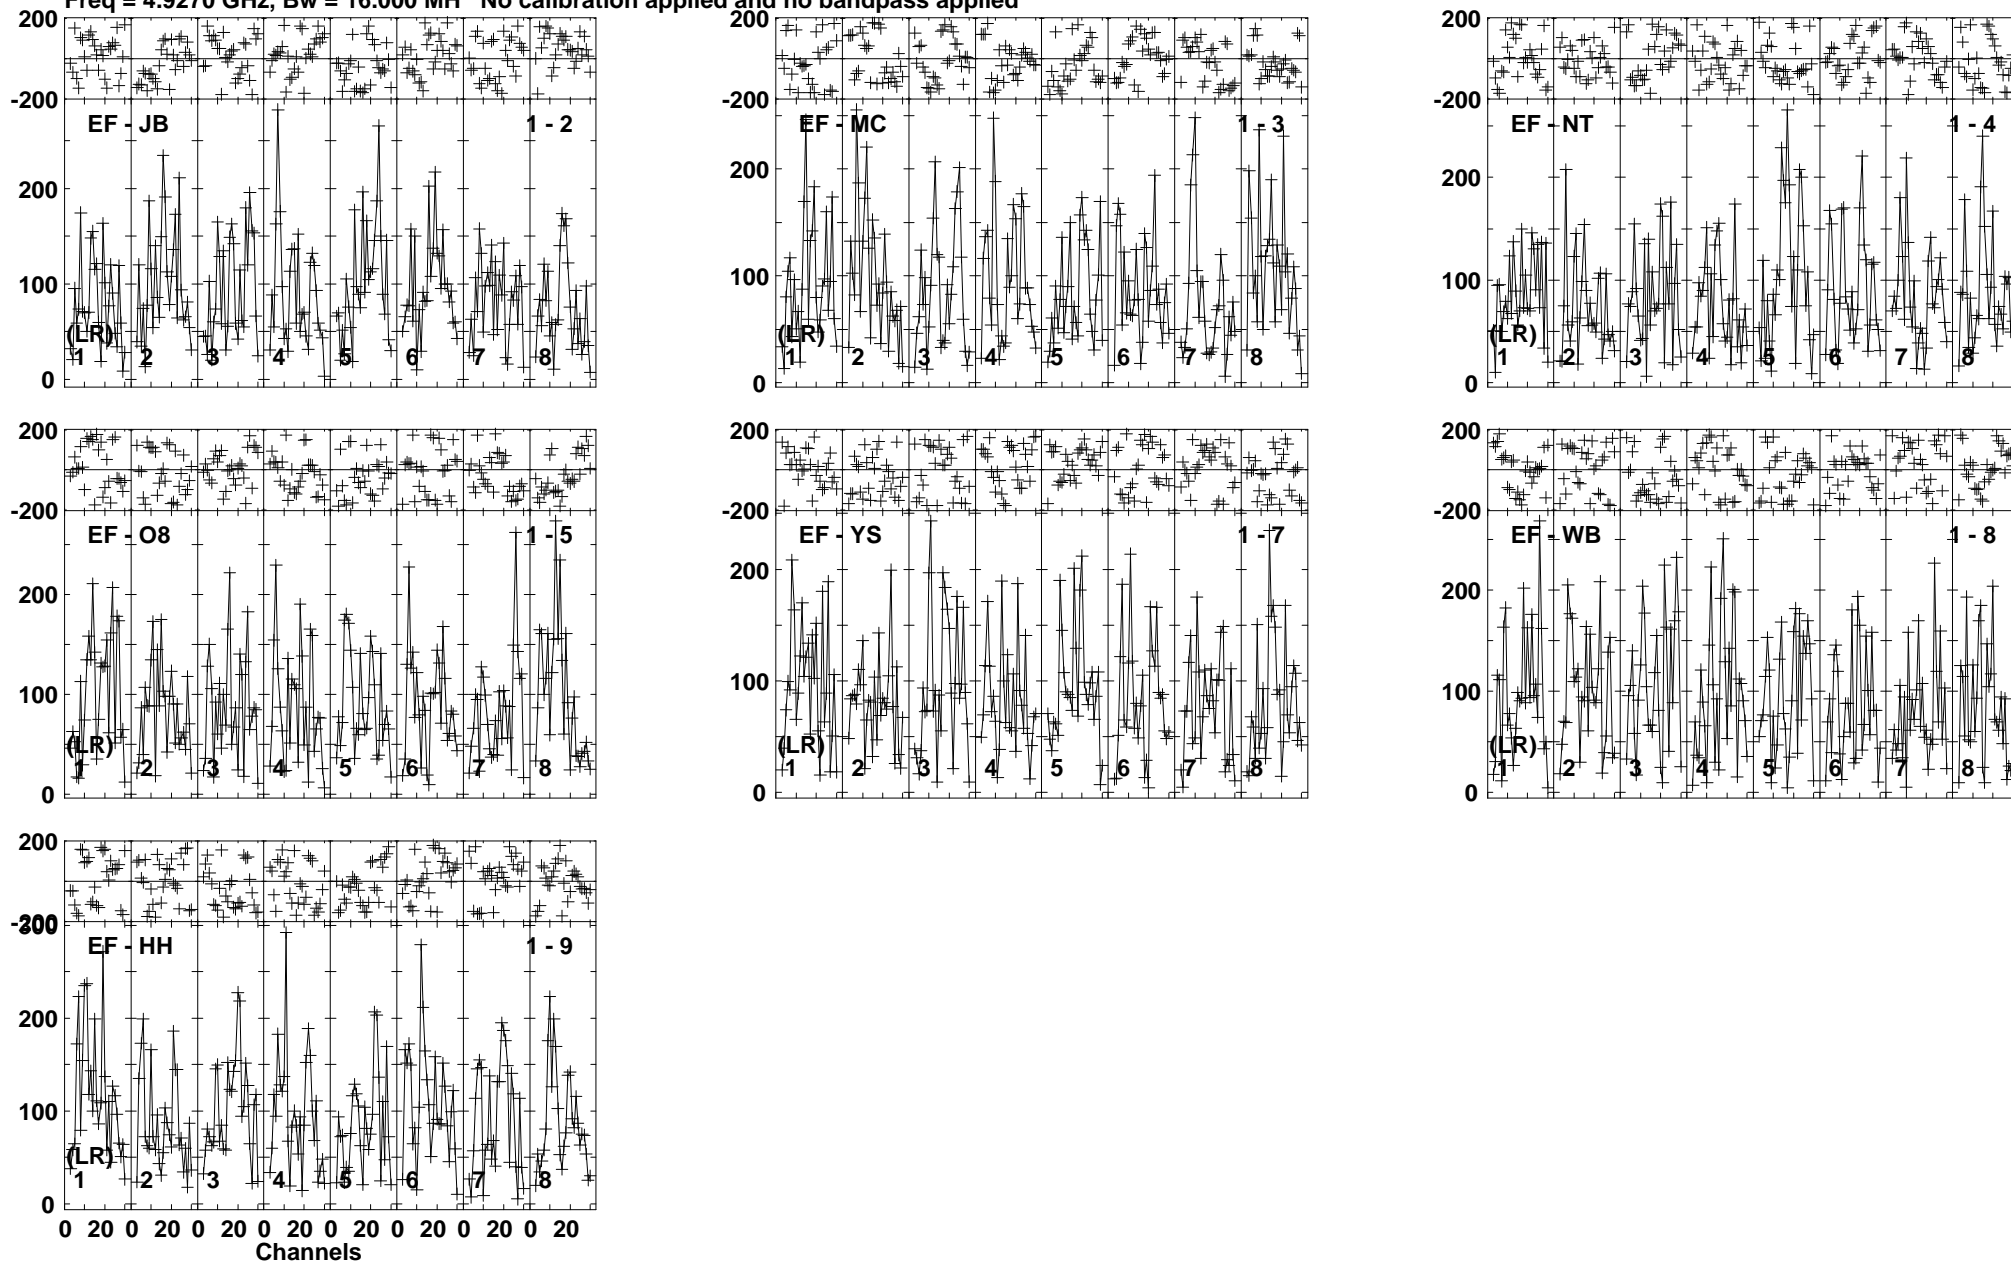 Freq = 4.9270 GHz, Bw = 16.000 MH No calibration applied and no bandpass applied
200 200 200
-200 -200 -200
EF - JB 1 - 2 EF - MC 1 - 3 EF - NT 1 - 4
200 200 200
100 100 100
(LR) (LR) (LR)
1 2 3 4 5 6 7 8 1 2 3 4 5 6 7 8 1 2 3 4 5 6 7 8
0 0 0
200 200 200
-200 -200 -200
EF - O8 1 - 5 EF - YS 1 - 7 EF - WB 1 - 8
200 200 200
100 100 100
(LR) (LR) (LR)
1 2 3 4 5 6 7 8 1 2 3 4 5 6 7 8 1 2 3 4 5 6 7 8
0 0 0
200
-200
300
EF - HH 1 - 9
200
100
(LR)
1 2 3 4 5 6 7 8
0
0 20 0 20 0 20 0 20 0 20 0 20 0 20 0 20
Channels